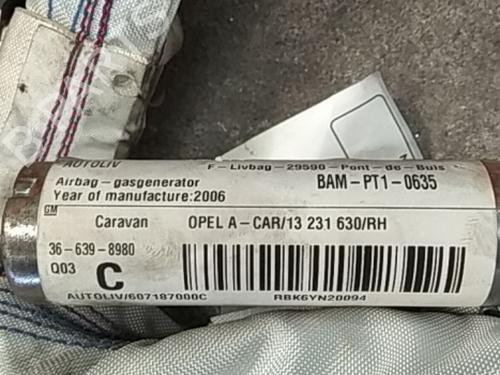 AUTOLIV F-Livbag-29590-Pont-de-Buis
Airbag-gasgenerator BAM-PT1-0635
Year of manufacture:2006
GM
Caravan OPEL A-CAR/13 231 630/RH
36-639-8980
Q03 C
AUTOLIV/607187000C RBK6YN20094